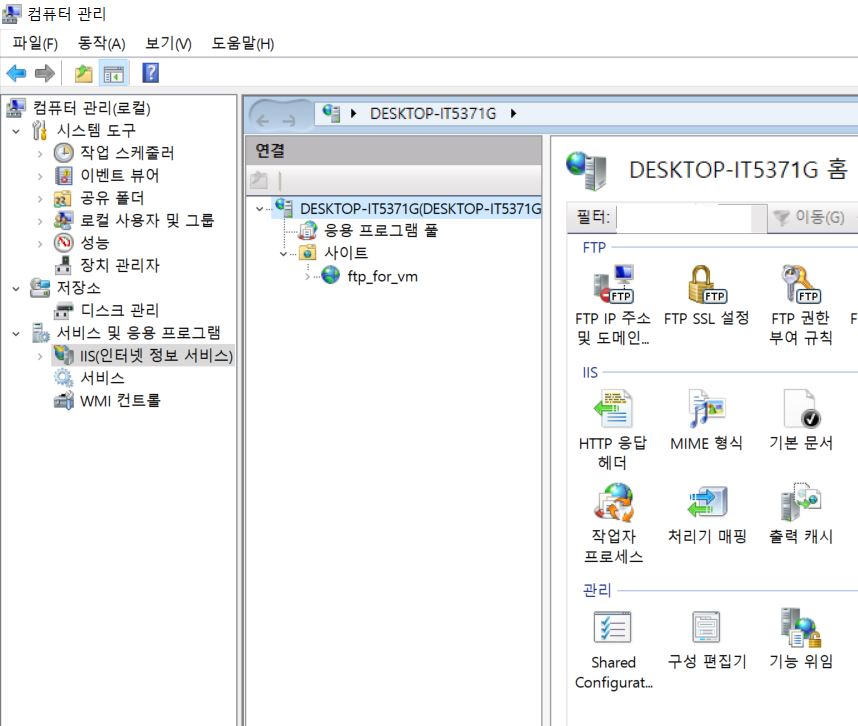 컴퓨터 관리
파일(F) 동작(A) 보기(V) 도움말(H)
컴퓨터 관리(로컬)
시스템 도구
작업 스케줄러
이벤트 뷰어
공유 폴더
로컬 사용자 및 그룹
성능
장치 관리자
저장소
디스크 관리
서비스 및 응용 프로그램
IIS(인터넷 정보 서비스)
서비스
WMI 컨트롤
DESKTOP-IT5371G
연결
DESKTOP-IT5371G(DESKTOP-IT5371G
응용 프로그램 풀
사이트
ftp_for_vm
DESKTOP-IT5371G 홈
필터: 이동(G)
FTP
FTP FTP FTP
FTP IP 주소 FTP SSL 설정 FTP 권한 F
및 도메인... 부여 규칙
IIS
HTTP 응답 MIME 형식 기본 문서
헤더
작업자 처리기 매핑 출력 캐시
프로세스
관리
Shared 구성 편집기 기능 위임
Configurat...